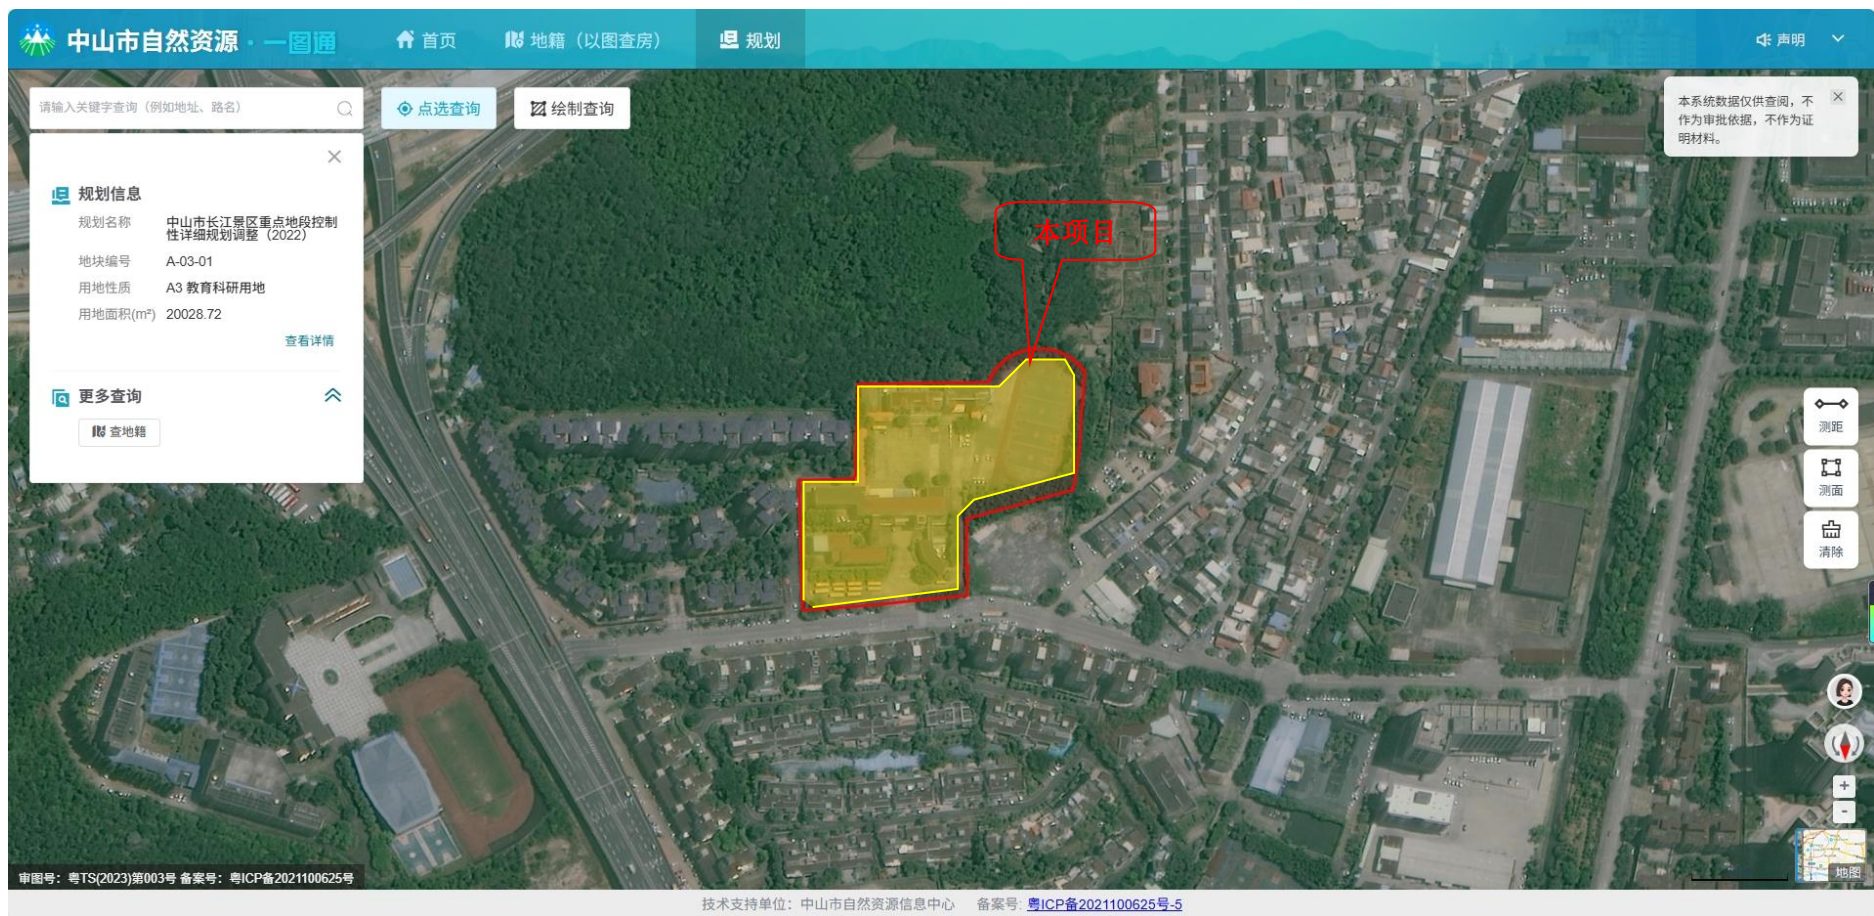 中山市自然资源·一图通
首页
地籍（以图查房）
规划
声明
请输入关键字查询（例如地址、路名）
点选查询
绘制查询
本系统数据仅供查阅，不
作为审批依据，不作为证
明材料。
规划信息
规划名称 中山市长江景区重点地段控制
性详细规划调整（2022）
地块编号 A-03-01
用地性质 A3 教育科研用地
用地面积(m²) 20028.72
查看详情
更多查询
查地籍
本项目
测距
测面
清除
+
-
地图
审图号：粤TS(2023)第003号 备案号：粤ICP备2021100625号
技术支持单位：中山市自然资源信息中心 备案号: 粤ICP备2021100625号-5